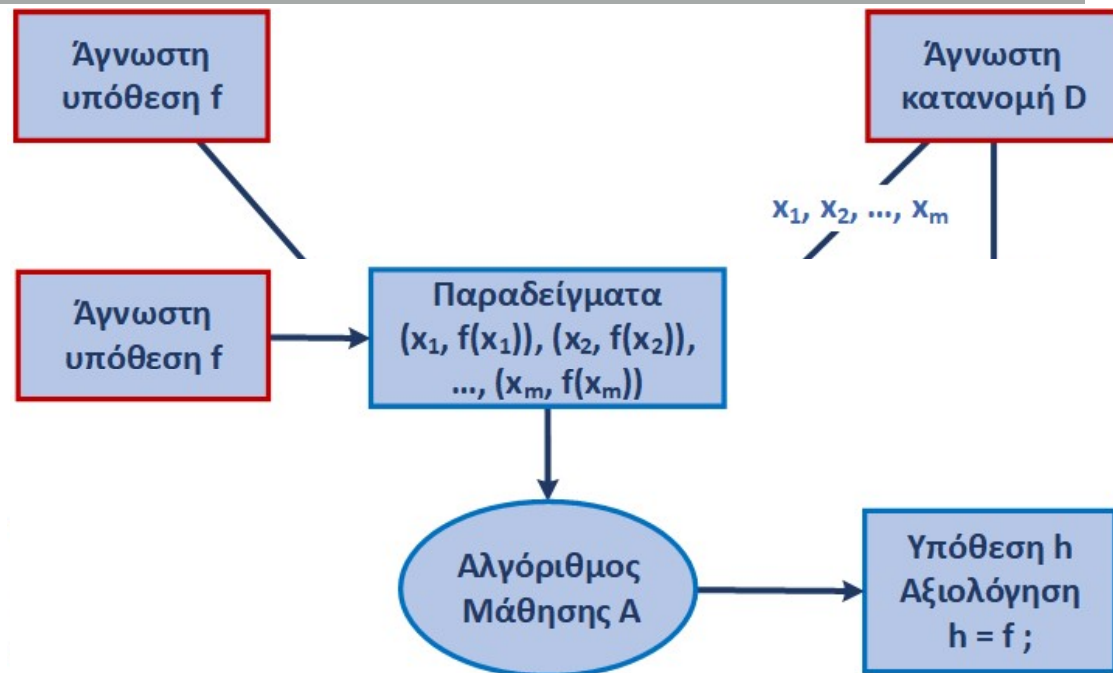 Άγνωστη
υπόθεση f
Άγνωστη
κατανομή D
x₁, x₂, ..., xₘ
Άγνωστη
υπόθεση f
Παραδείγματα
(x₁, f(x₁)), (x₂, f(x₂)),
..., (xₘ, f(xₘ))
Αλγόριθμος
Μάθησης Α
Υπόθεση h
Αξιολόγηση
h = f ;